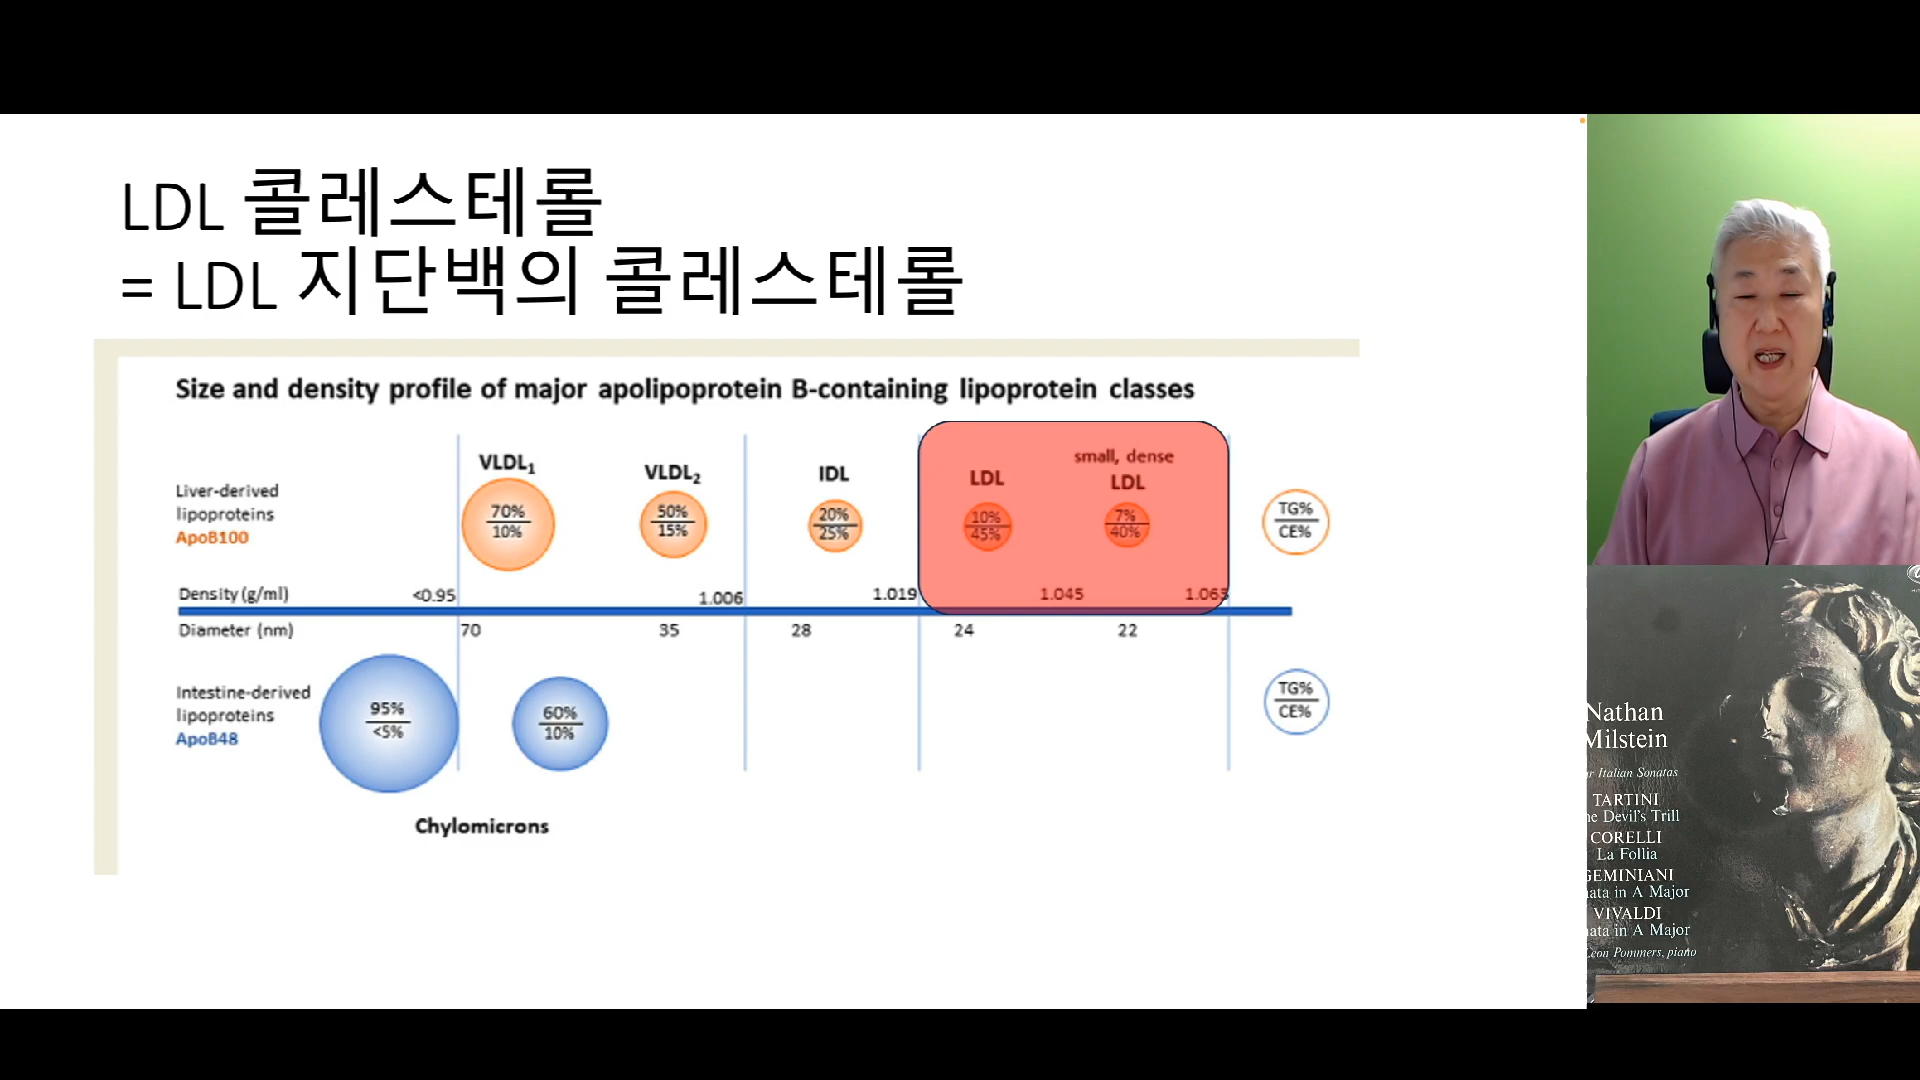 LDL 콜레스테롤
= LDL 지단백의 콜레스테롤
Size and density profile of major apolipoprotein B-containing lipoprotein classes
Liver-derived
lipoproteins
ApoB100
VLDL1
70%
10%
VLDL2
50%
15%
IDL
20%
25%
LDL
10%
45%
small, dense
LDL
7%
40%
TG%
CE%
Density (g/ml) <0.95 1.006 1.019 1.045 1.063
Diameter (nm) 70 35 28 24 22
Intestine-derived
lipoproteins
ApoB48
95%
<5%
60%
10%
TG%
CE%
Chylomicrons
Nathan
Milstein
Italian Sonatas
TARTINI
Devil's Trill
CORELLI
La Follia
GEMINIANI
in A Major
VIVALDI
in A Major
Leon Pommers, piano